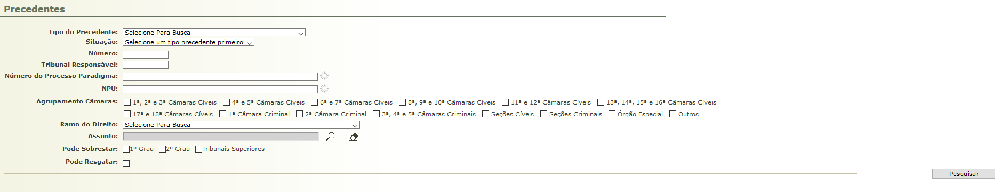 Precedentes
Tipo do Precedente: Selecione Para Busca
Situação: Selecione um tipo precedente primeiro
Número:
Tribunal Responsável:
Número do Processo Paradigma:
NPU:
Agrupamento Câmaras: 1ª, 2ª e 3ª Câmaras Cíveis 4ª e 5ª Câmaras Cíveis 6ª e 7ª Câmaras Cíveis 8ª, 9ª e 10ª Câmaras Cíveis 11ª e 12ª Câmaras Cíveis 13ª, 14ª, 15ª e 16ª Câmaras Cíveis
17ª e 18ª Câmaras Cíveis 1ª Câmara Criminal 2ª Câmara Criminal 3ª, 4ª e 5ª Câmaras Criminais Seções Cíveis Seções Criminais Órgão Especial Outros
Ramo do Direito: Selecione Para Busca
Assunto:
Pode Sobrestar: 1º Grau 2º Grau Tribunais Superiores
Pode Resgatar:
Pesquisar